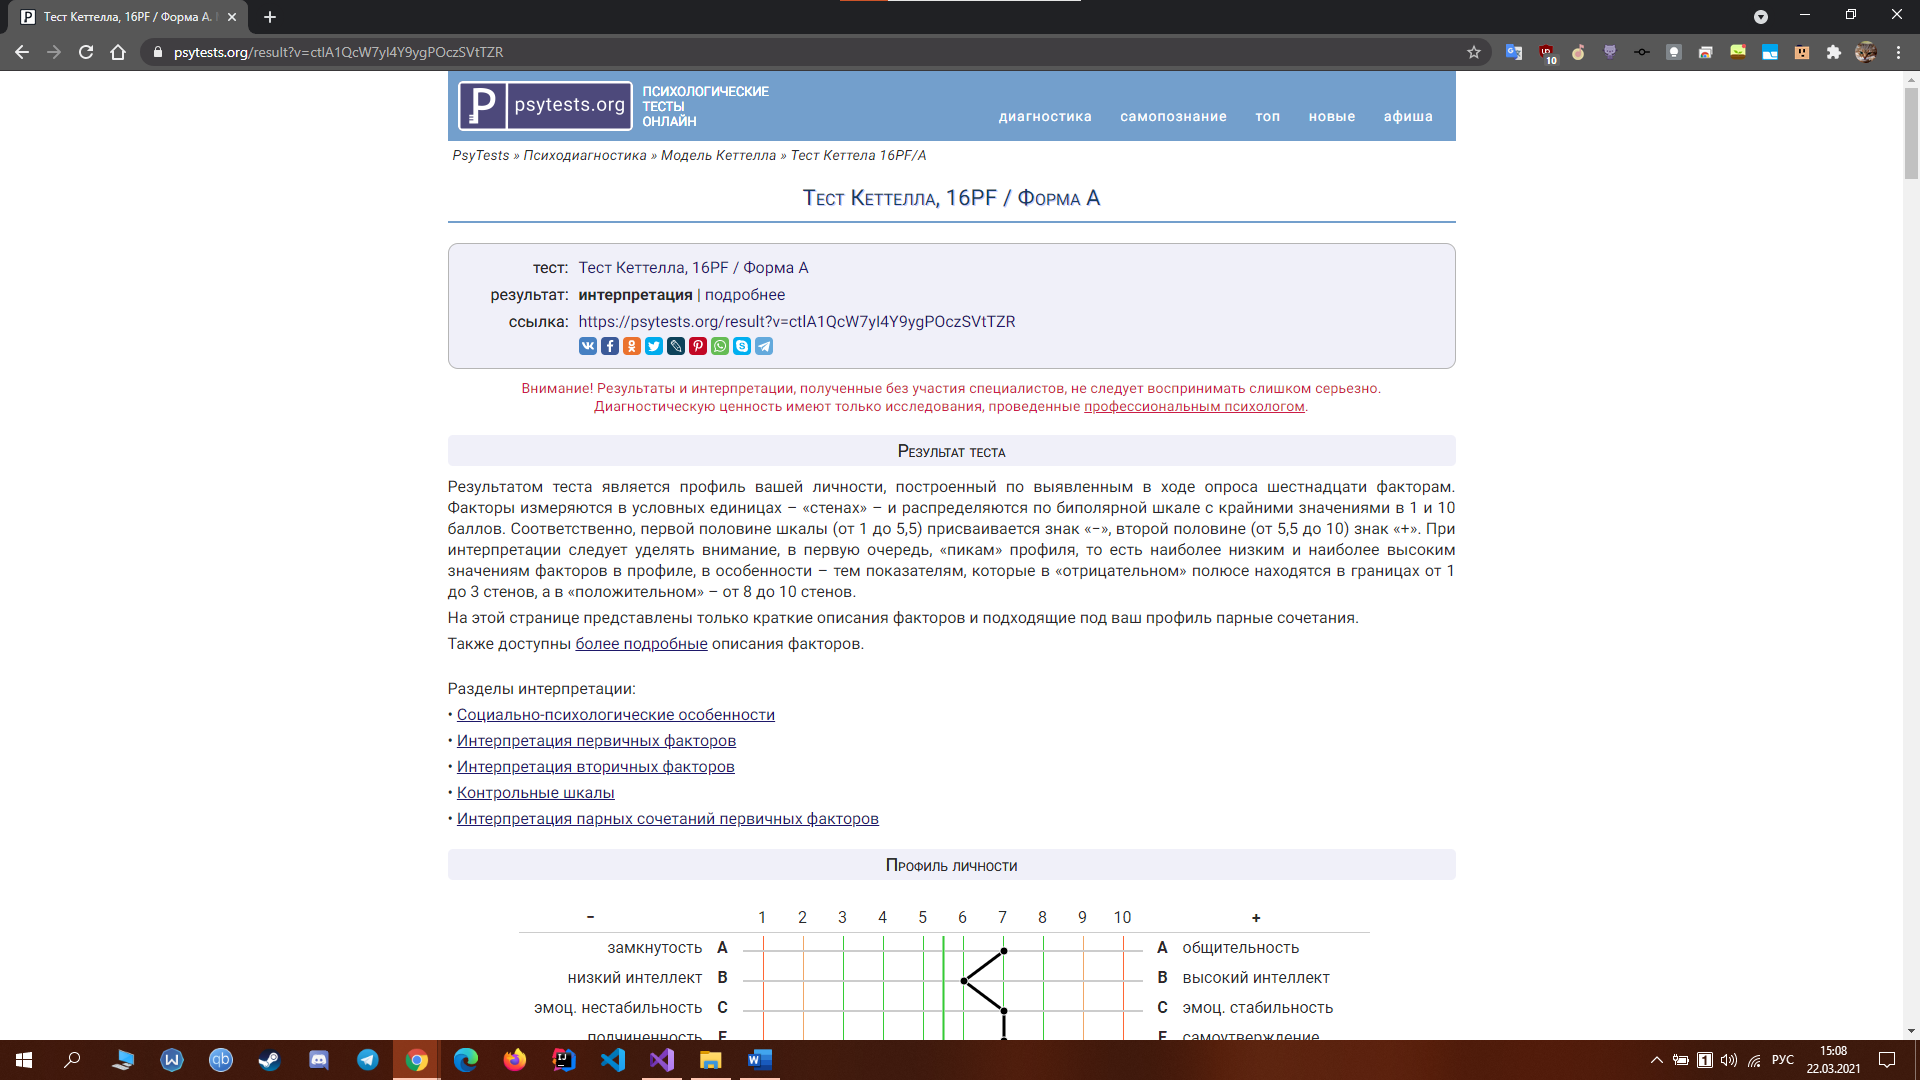 Тест Кеттелла, 16PF / Форма A.
psytests.org/result?v=ctlA1QcW7yI4Y9ygPOczSVtTZR
10
P psytests.org
ПСИХОЛОГИЧЕСКИЕ
ТЕСТЫ
ОНЛАЙН
диагностика самопознание топ новые афиша
PsyTests » Психодиагностика » Модель Кеттелла » Тест Кеттела 16PF/A
Тест Кеттелла, 16PF / Форма A
тест: Тест Кеттелла, 16PF / Форма A
результат: интерпретация | подробнее
ссылка: https://psytests.org/result?v=ctlA1QcW7yI4Y9ygPOczSVtTZR
Внимание! Результаты и интерпретации, полученные без участия специалистов, не следует воспринимать слишком серьезно.
Диагностическую ценность имеют только исследования, проведенные профессиональным психологом.
Результат теста
Результатом теста является профиль вашей личности, построенный по выявленным в ходе опроса шестнадцати факторам.
Факторы измеряются в условных единицах – «стенах» – и распределяются по биполярной шкале с крайними значениями в 1 и 10
баллов. Соответственно, первой половине шкалы (от 1 до 5,5) присваивается знак «−», второй половине (от 5,5 до 10) знак «+». При
интерпретации следует уделять внимание, в первую очередь, «пикам» профиля, то есть наиболее низким и наиболее высоким
значениям факторов в профиле, в особенности – тем показателям, которые в «отрицательном» полюсе находятся в границах от 1
до 3 стенов, а в «положительном» – от 8 до 10 стенов.
На этой странице представлены только краткие описания факторов и подходящие под ваш профиль парные сочетания.
Также доступны более подробные описания факторов.
Разделы интерпретации:
• Социально-психологические особенности
• Интерпретация первичных факторов
• Интерпретация вторичных факторов
• Контрольные шкалы
• Интерпретация парных сочетаний первичных факторов
Профиль личности
− 1 2 3 4 5 6 7 8 9 10 +
замкнутость A A общительность
низкий интеллект B B высокий интеллект
эмоц. нестабильность C C эмоц. стабильность
подчиненность E E самоутверждение
РУС
15:08
22.03.2021